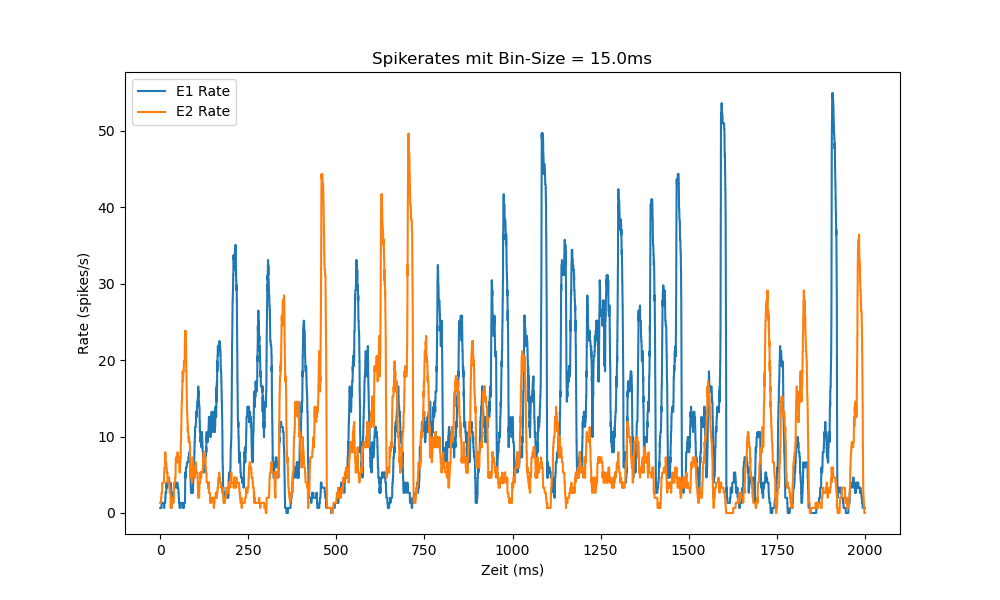 Spikerates mit Bin-Size = 15.0ms
E1 Rate
E2 Rate
50
40
30
20
10
0
Rate (spikes/s)
0 250 500 750 1000 1250 1500 1750 2000
Zeit (ms)